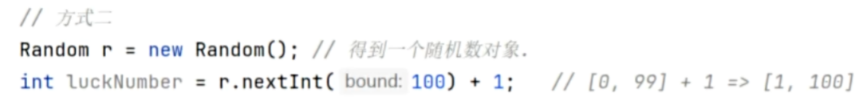 // 方式二
Random r = new Random(); // 得到一个随机数对象.
int luckNumber = r.nextInt( bound: 100) + 1;   // [0, 99] + 1 => [1, 100]